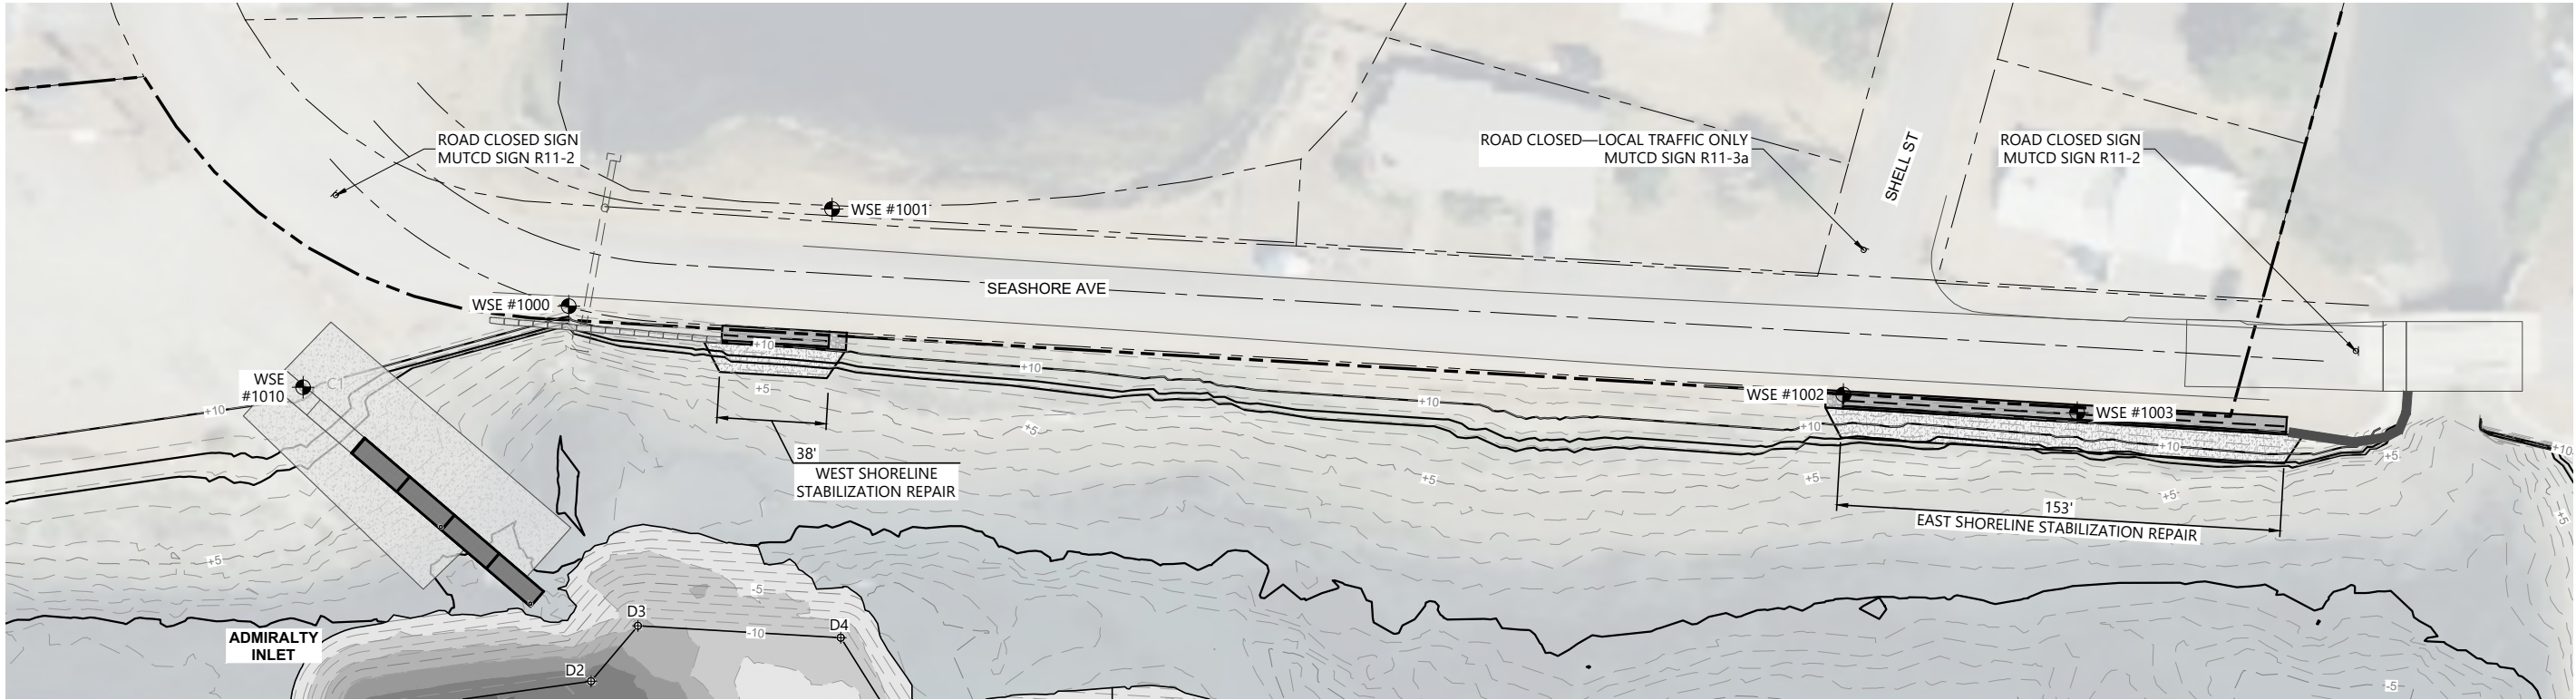 ROAD CLOSED SIGN
MUTCD SIGN R11-2
ROAD CLOSED—LOCAL TRAFFIC ONLY
MUTCD SIGN R11-3a
SHELL ST
ROAD CLOSED SIGN
MUTCD SIGN R11-2
WSE #1001
SEASHORE AVE
WSE #1000
+10
+10
WSE
#1010
C1
+5
WSE #1002
WSE #1003
+10
+10
+5
+10
+10
+10
+5
38'
WEST SHORELINE
STABILIZATION REPAIR
+5
+5
+5
153'
EAST SHORELINE STABILIZATION REPAIR
+5
+5
-5
D3
D4
-10
ADMIRALTY
INLET
D2
-5